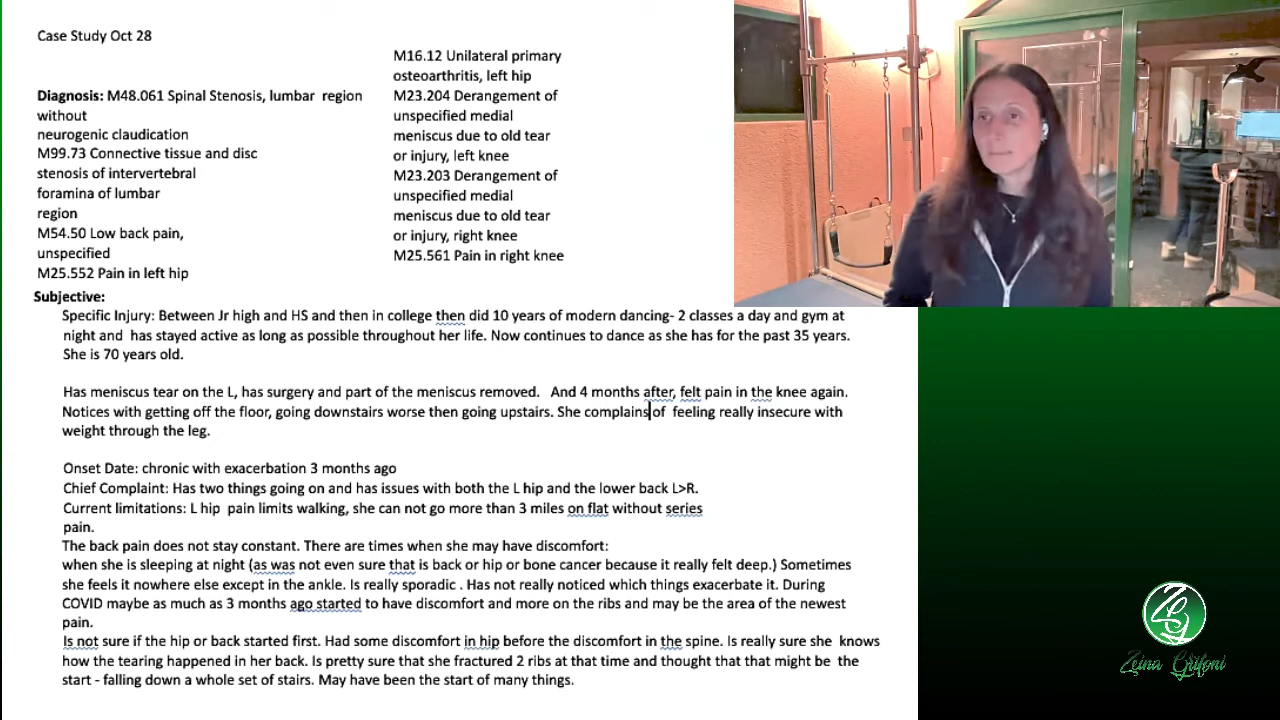 Case Study Oct 28
Diagnosis: M48.061 Spinal Stenosis, lumbar region
without
neurogenic claudication
M99.73 Connective tissue and disc
stenosis of intervertebral
foramina of lumbar
region
M54.50 Low back pain,
unspecified
M25.552 Pain in left hip
M16.12 Unilateral primary
osteoarthritis, left hip
M23.204 Derangement of
unspecified medial
meniscus due to old tear
or injury, left knee
M23.203 Derangement of
unspecified medial
meniscus due to old tear
or injury, right knee
M25.561 Pain in right knee
Subjective:
Specific Injury: Between Jr high and HS and then in college then did 10 years of modern dancing- 2 classes a day and gym at
night and has stayed active as long as possible throughout her life. Now continues to dance as she has for the past 35 years.
She is 70 years old.
Has meniscus tear on the L, has surgery and part of the meniscus removed. And 4 months after, felt pain in the knee again.
Notices with getting off the floor, going downstairs worse then going upstairs. She complains of feeling really insecure with
weight through the leg.
Onset Date: chronic with exacerbation 3 months ago
Chief Complaint: Has two things going on and has issues with both the L hip and the lower back L>R.
Current limitations: L hip pain limits walking, she can not go more than 3 miles on flat without series
pain.
The back pain does not stay constant. There are times when she may have discomfort:
when she is sleeping at night (as was not even sure that is back or hip or bone cancer because it really felt deep.) Sometimes
she feels it nowhere else except in the ankle. Is really sporadic . Has not really noticed which things exacerbate it. During
COVID maybe as much as 3 months ago started to have discomfort and more on the ribs and may be the area of the newest
pain.
Is not sure if the hip or back started first. Had some discomfort in hip before the discomfort in the spine. Is really sure she knows
how the tearing happened in her back. Is pretty sure that she fractured 2 ribs at that time and thought that that might be the
start - falling down a whole set of stairs. May have been the start of many things.
ZG
Zeina Grifoni